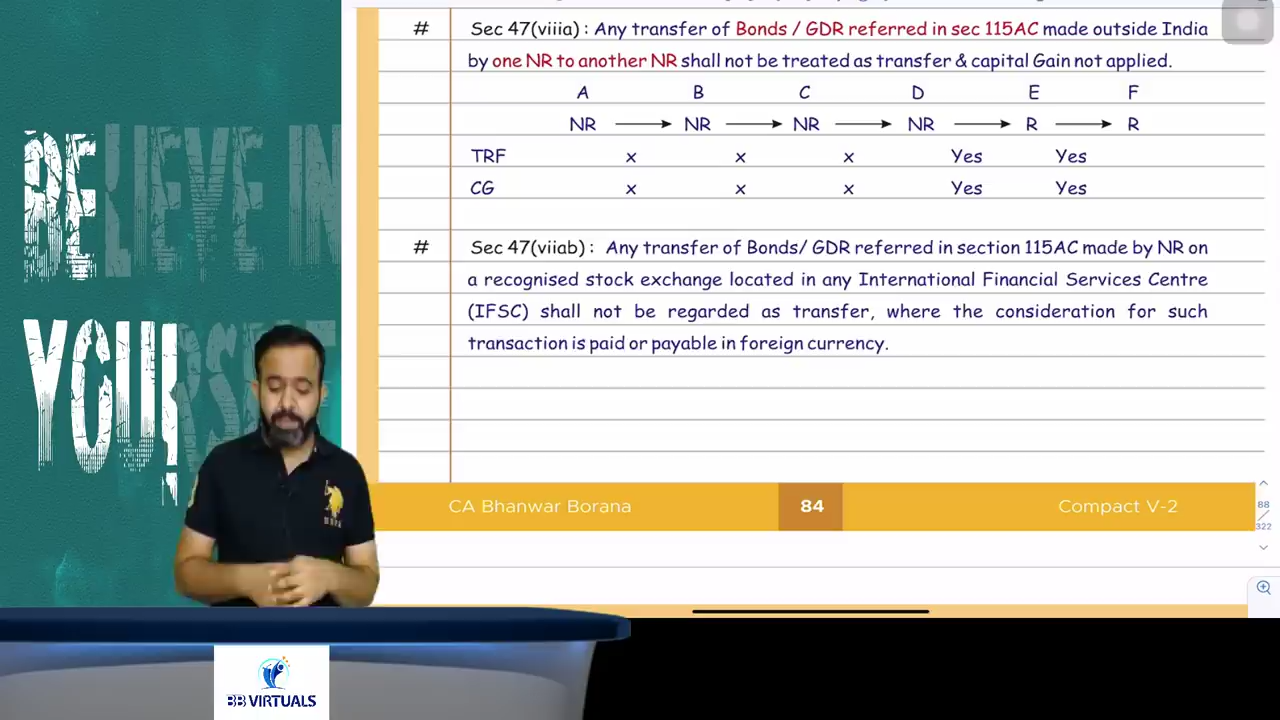 BELIEVE IN
YOURSELF
# Sec 47(viiia) : Any transfer of Bonds / GDR referred in sec 115AC made outside India
by one NR to another NR shall not be treated as transfer & capital Gain not applied.
A B C D E F
NR NR NR NR R R
TRF x x x Yes Yes
CG x x x Yes Yes
# Sec 47(viiab) : Any transfer of Bonds/ GDR referred in section 115AC made by NR on
a recognised stock exchange located in any International Financial Services Centre
(IFSC) shall not be regarded as transfer, where the consideration for such
transaction is paid or payable in foreign currency.
CA Bhanwar Borana 84 Compact V-2
88
322
BB VIRTUALS